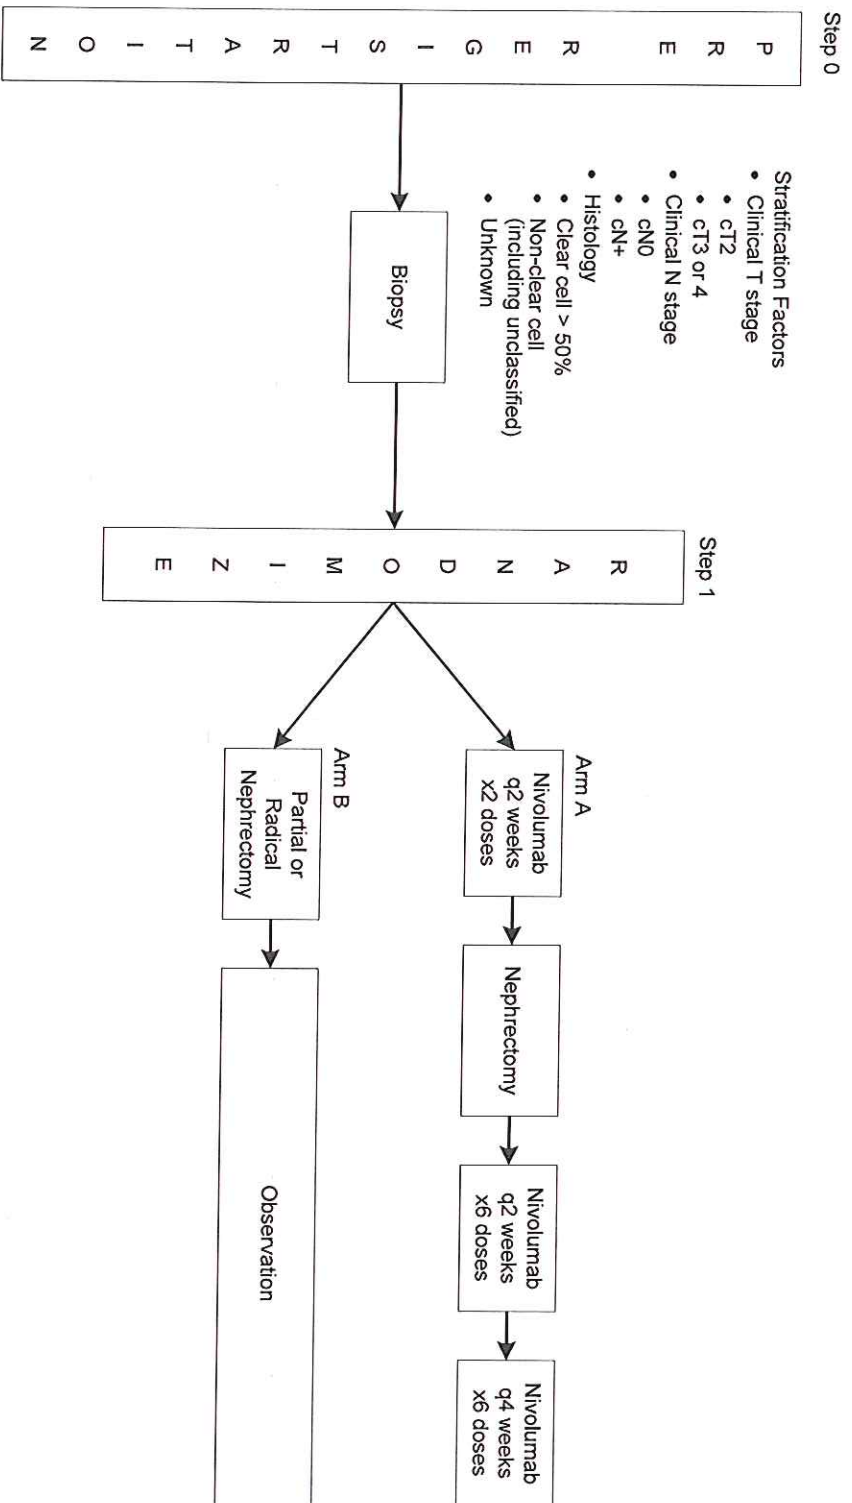 Step 0
P R E R E G I S T R A T I O N
Stratification Factors
• Clinical T stage
• cT2
• cT3 or 4
• Clinical N stage
• cN0
• cN+
• Histology
• Clear cell > 50%
• Non-clear cell
(including unclassified)
• Unknown
Biopsy
Step 1
R A N D O M I Z E
Arm A
Nivolumab
q2 weeks
x2 doses
Nephrectomy
Nivolumab
q2 weeks
x6 doses
Nivolumab
q4 weeks
x6 doses
Arm B
Partial or
Radical
Nephrectomy
Observation